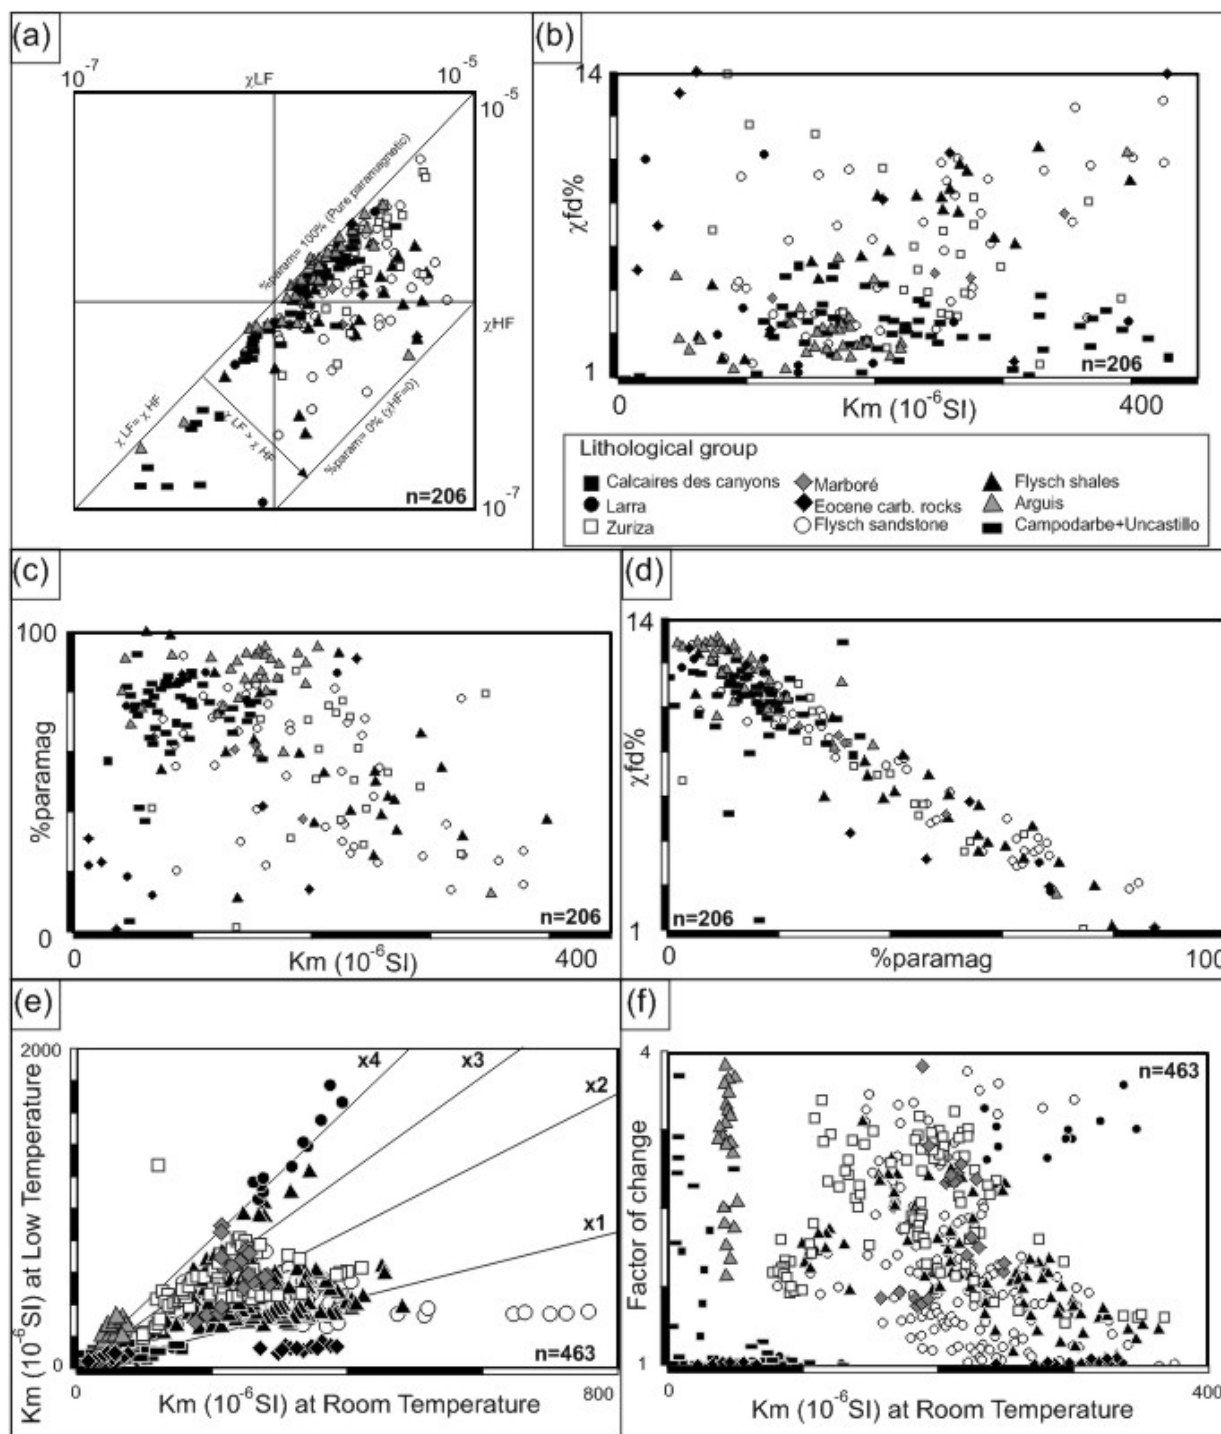 (a)
10⁻⁷
χLF
10⁻⁵
10⁻⁵
%param= 100% (Pure paramagnetic)
χHF
χ LF= χ HF
χ LF > χ HF
%param= 0% (χHF=0)
n=206
10⁻⁷
(b)
14
χfd%
1
n=206
0
Km (10⁻⁶SI)
400
Lithological group
Calcaires des canyons
Larra
Zuriza
Marboré
Eocene carb. rocks
Flysch sandstone
Flysch shales
Arguis
Campodarbe+Uncastillo
(c)
100
%paramag
0
n=206
0
Km (10⁻⁶SI)
400
(d)
14
χfd%
1
n=206
0
%paramag
100
(e)
2000
Km (10⁻⁶SI) at Low Temperature
0
x4
x3
x2
x1
n=463
0
Km (10⁻⁶SI) at Room Temperature
800
(f)
4
Factor of change
1
n=463
0
Km (10⁻⁶SI) at Room Temperature
400